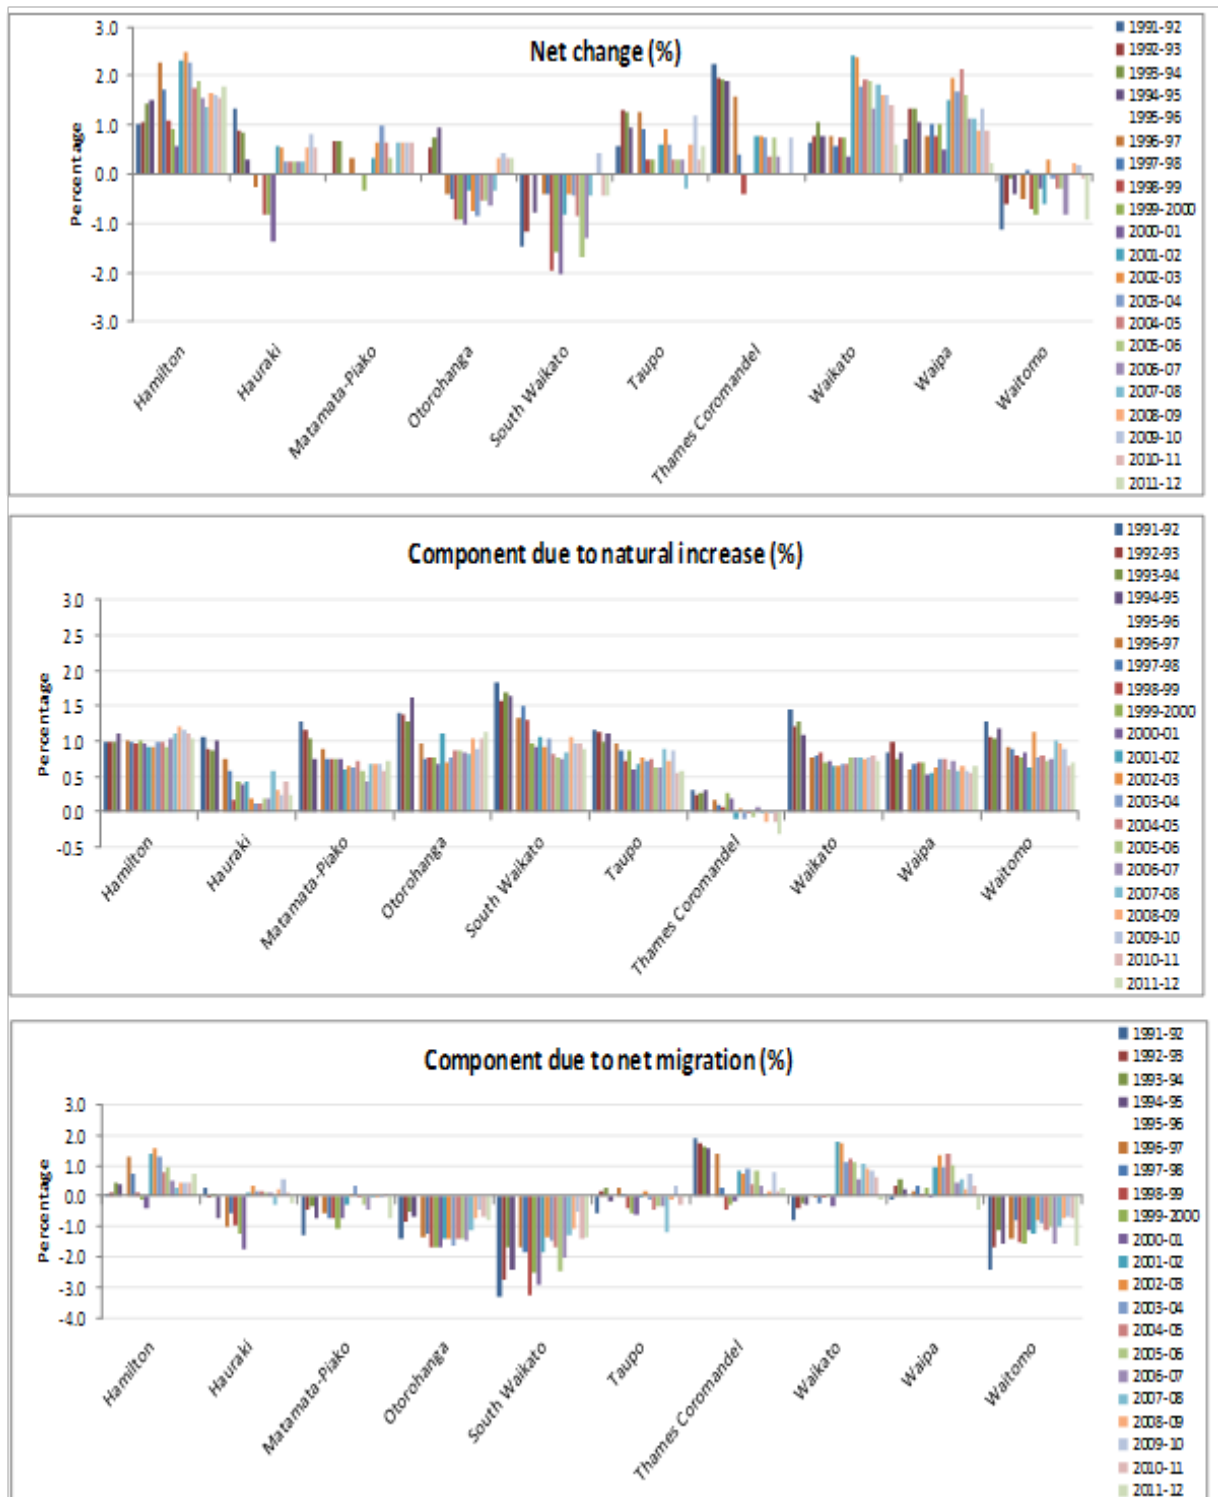 Net change (%)
Percentage
3.0
2.0
1.0
0.0
-1.0
-2.0
-3.0
Hamilton
Hauraki
Matamata-Piako
Otorohanga
South Waikato
Taupo
Thames Coromandel
Waikato
Waipa
Waitomo
1991-92
1992-93
1993-94
1994-95
1995-96
1996-97
1997-98
1998-99
1999-2000
2000-01
2001-02
2002-03
2003-04
2004-05
2005-06
2006-07
2007-08
2008-09
2009-10
2010-11
2011-12
Component due to natural increase (%)
Percentage
3.0
2.5
2.0
1.5
1.0
0.5
0.0
-0.5
Hamilton
Hauraki
Matamata-Piako
Otorohanga
South Waikato
Taupo
Thames Coromandel
Waikato
Waipa
Waitomo
1991-92
1992-93
1993-94
1994-95
1995-96
1996-97
1997-98
1998-99
1999-2000
2000-01
2001-02
2002-03
2003-04
2004-05
2005-06
2006-07
2007-08
2008-09
2009-10
2010-11
2011-12
Component due to net migration (%)
Percentage
3.0
2.0
1.0
0.0
-1.0
-2.0
-3.0
-4.0
Hamilton
Hauraki
Matamata-Piako
Otorohanga
South Waikato
Taupo
Thames Coromandel
Waikato
Waipa
Waitomo
1991-92
1992-93
1993-94
1994-95
1995-96
1996-97
1997-98
1998-99
1999-2000
2000-01
2001-02
2002-03
2003-04
2004-05
2005-06
2006-07
2007-08
2008-09
2009-10
2010-11
2011-12